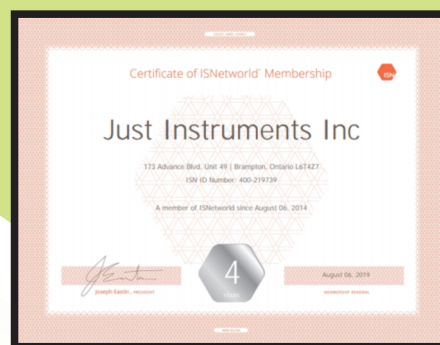 Certificate of ISNetworld® Membership
ISN
Just Instruments Inc
173 Advance Blvd, Unit 49 | Brampton, Ontario L6T4Z7
ISN ID Number: 400-219739
A member of ISNetworld since August 06, 2014
4
YEARS
Joseph Eastin, PRESIDENT
August 06, 2019
MEMBERSHIP RENEWAL